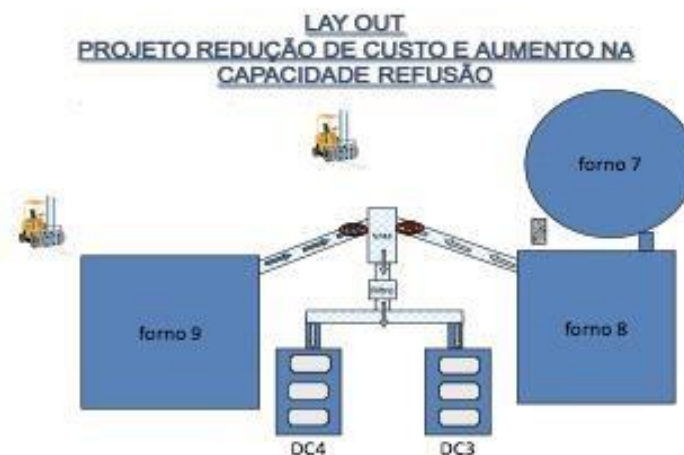 LAY OUT
PROJETO REDUÇÃO DE CUSTO E AUMENTO NA
CAPACIDADE REFUSÃO
forno 7
forno 9
forno 8
DC4
DC3